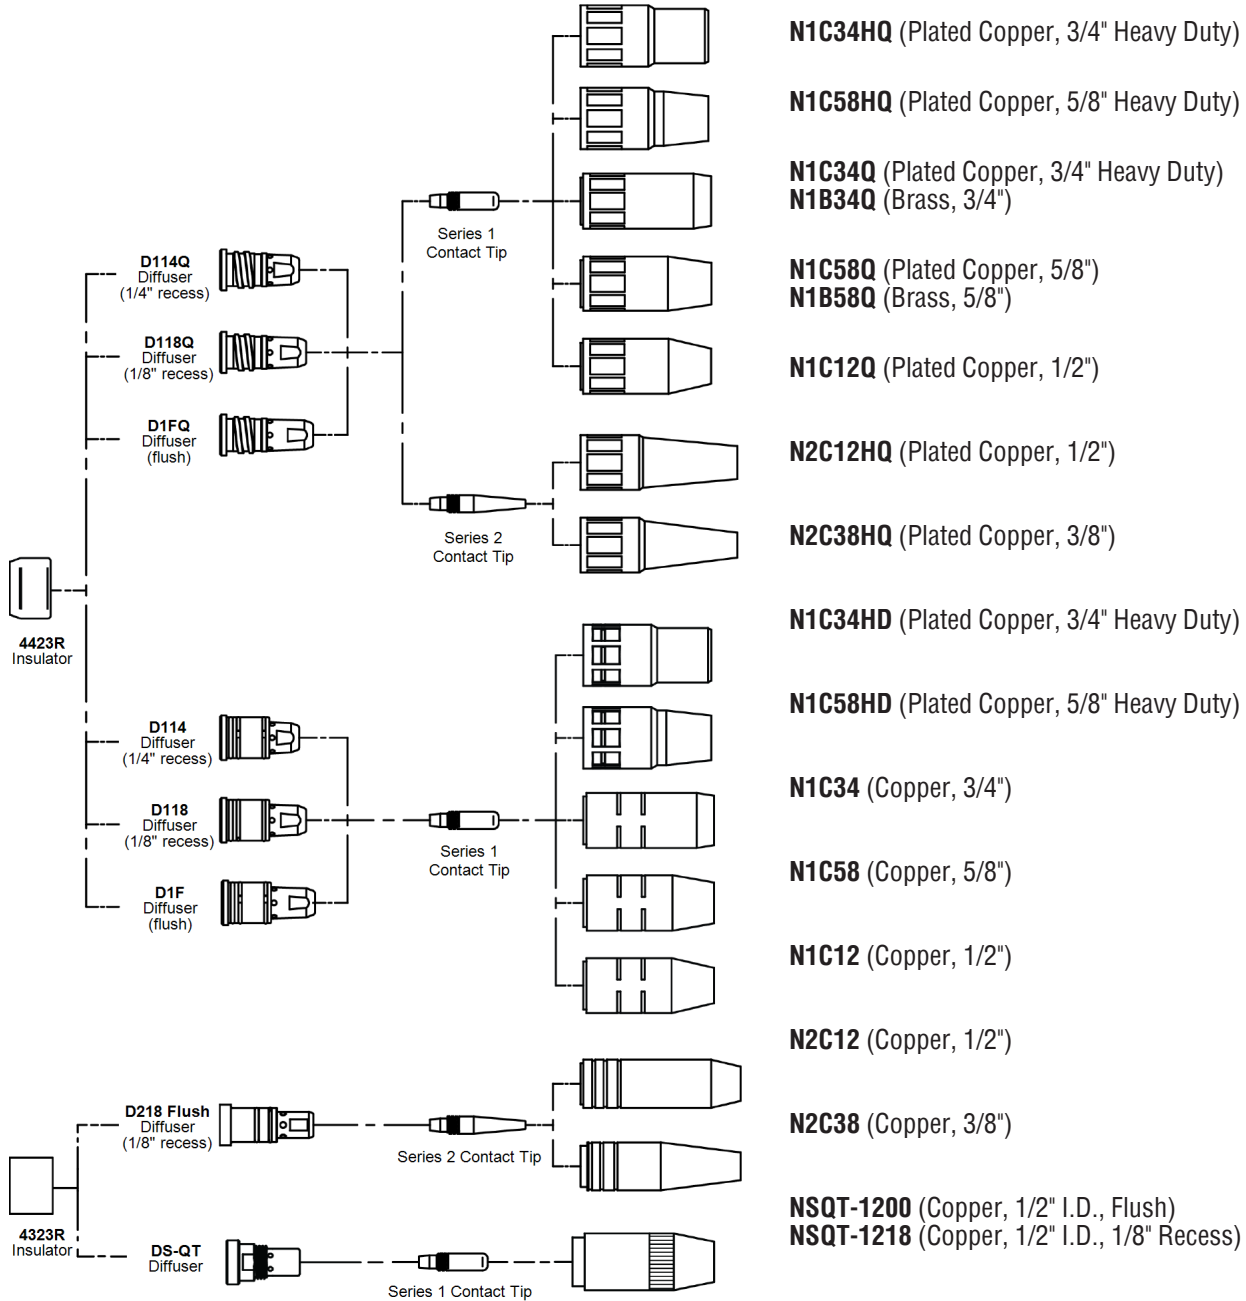 N1C34HQ (Plated Copper, 3/4" Heavy Duty)
N1C58HQ (Plated Copper, 5/8" Heavy Duty)
N1C34Q (Plated Copper, 3/4" Heavy Duty)
N1B34Q (Brass, 3/4")
Series 1
Contact Tip
D114Q
Diffuser
(1/4" recess)
N1C58Q (Plated Copper, 5/8")
N1B58Q (Brass, 5/8")
D118Q
Diffuser
(1/8" recess)
N1C12Q (Plated Copper, 1/2")
D1FQ
Diffuser
(flush)
N2C12HQ (Plated Copper, 1/2")
Series 2
Contact Tip
N2C38HQ (Plated Copper, 3/8")
4423R
Insulator
N1C34HD (Plated Copper, 3/4" Heavy Duty)
N1C58HD (Plated Copper, 5/8" Heavy Duty)
D114
Diffuser
(1/4" recess)
N1C34 (Copper, 3/4")
D118
Diffuser
(1/8" recess)
Series 1
Contact Tip
N1C58 (Copper, 5/8")
D1F
Diffuser
(flush)
N1C12 (Copper, 1/2")
N2C12 (Copper, 1/2")
D218 Flush
Diffuser
(1/8" recess)
Series 2 Contact Tip
N2C38 (Copper, 3/8")
4323R
Insulator
NSQT-1200 (Copper, 1/2" I.D., Flush)
NSQT-1218 (Copper, 1/2" I.D., 1/8" Recess)
DS-QT
Diffuser
Series 1 Contact Tip